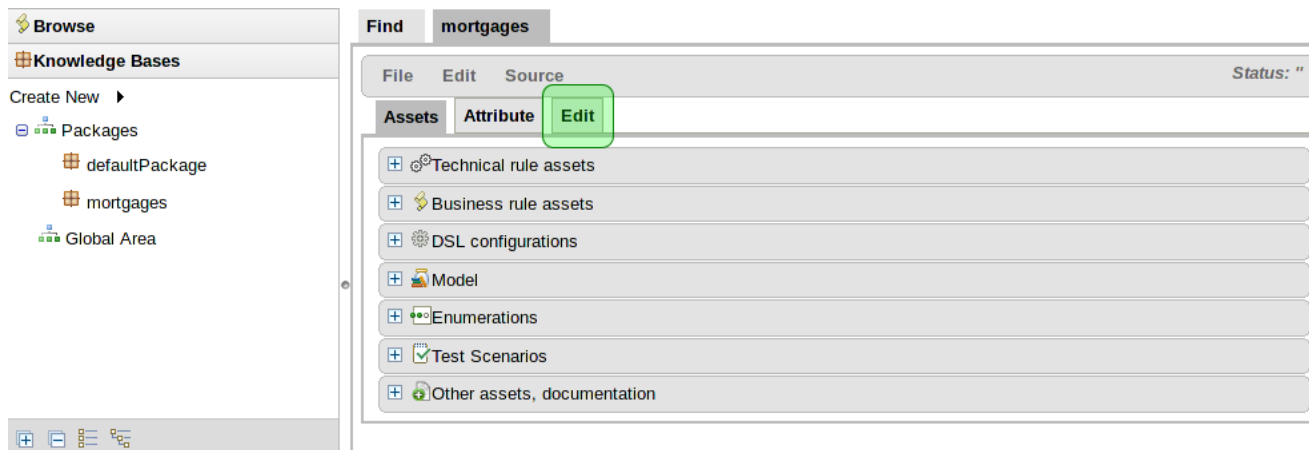 Browse
Knowledge Bases
Create New
Packages
defaultPackage
mortgages
Global Area
Find mortgages
File Edit Source Status: "
Assets Attribute Edit
Technical rule assets
Business rule assets
DSL configurations
Model
Enumerations
Test Scenarios
Other assets, documentation